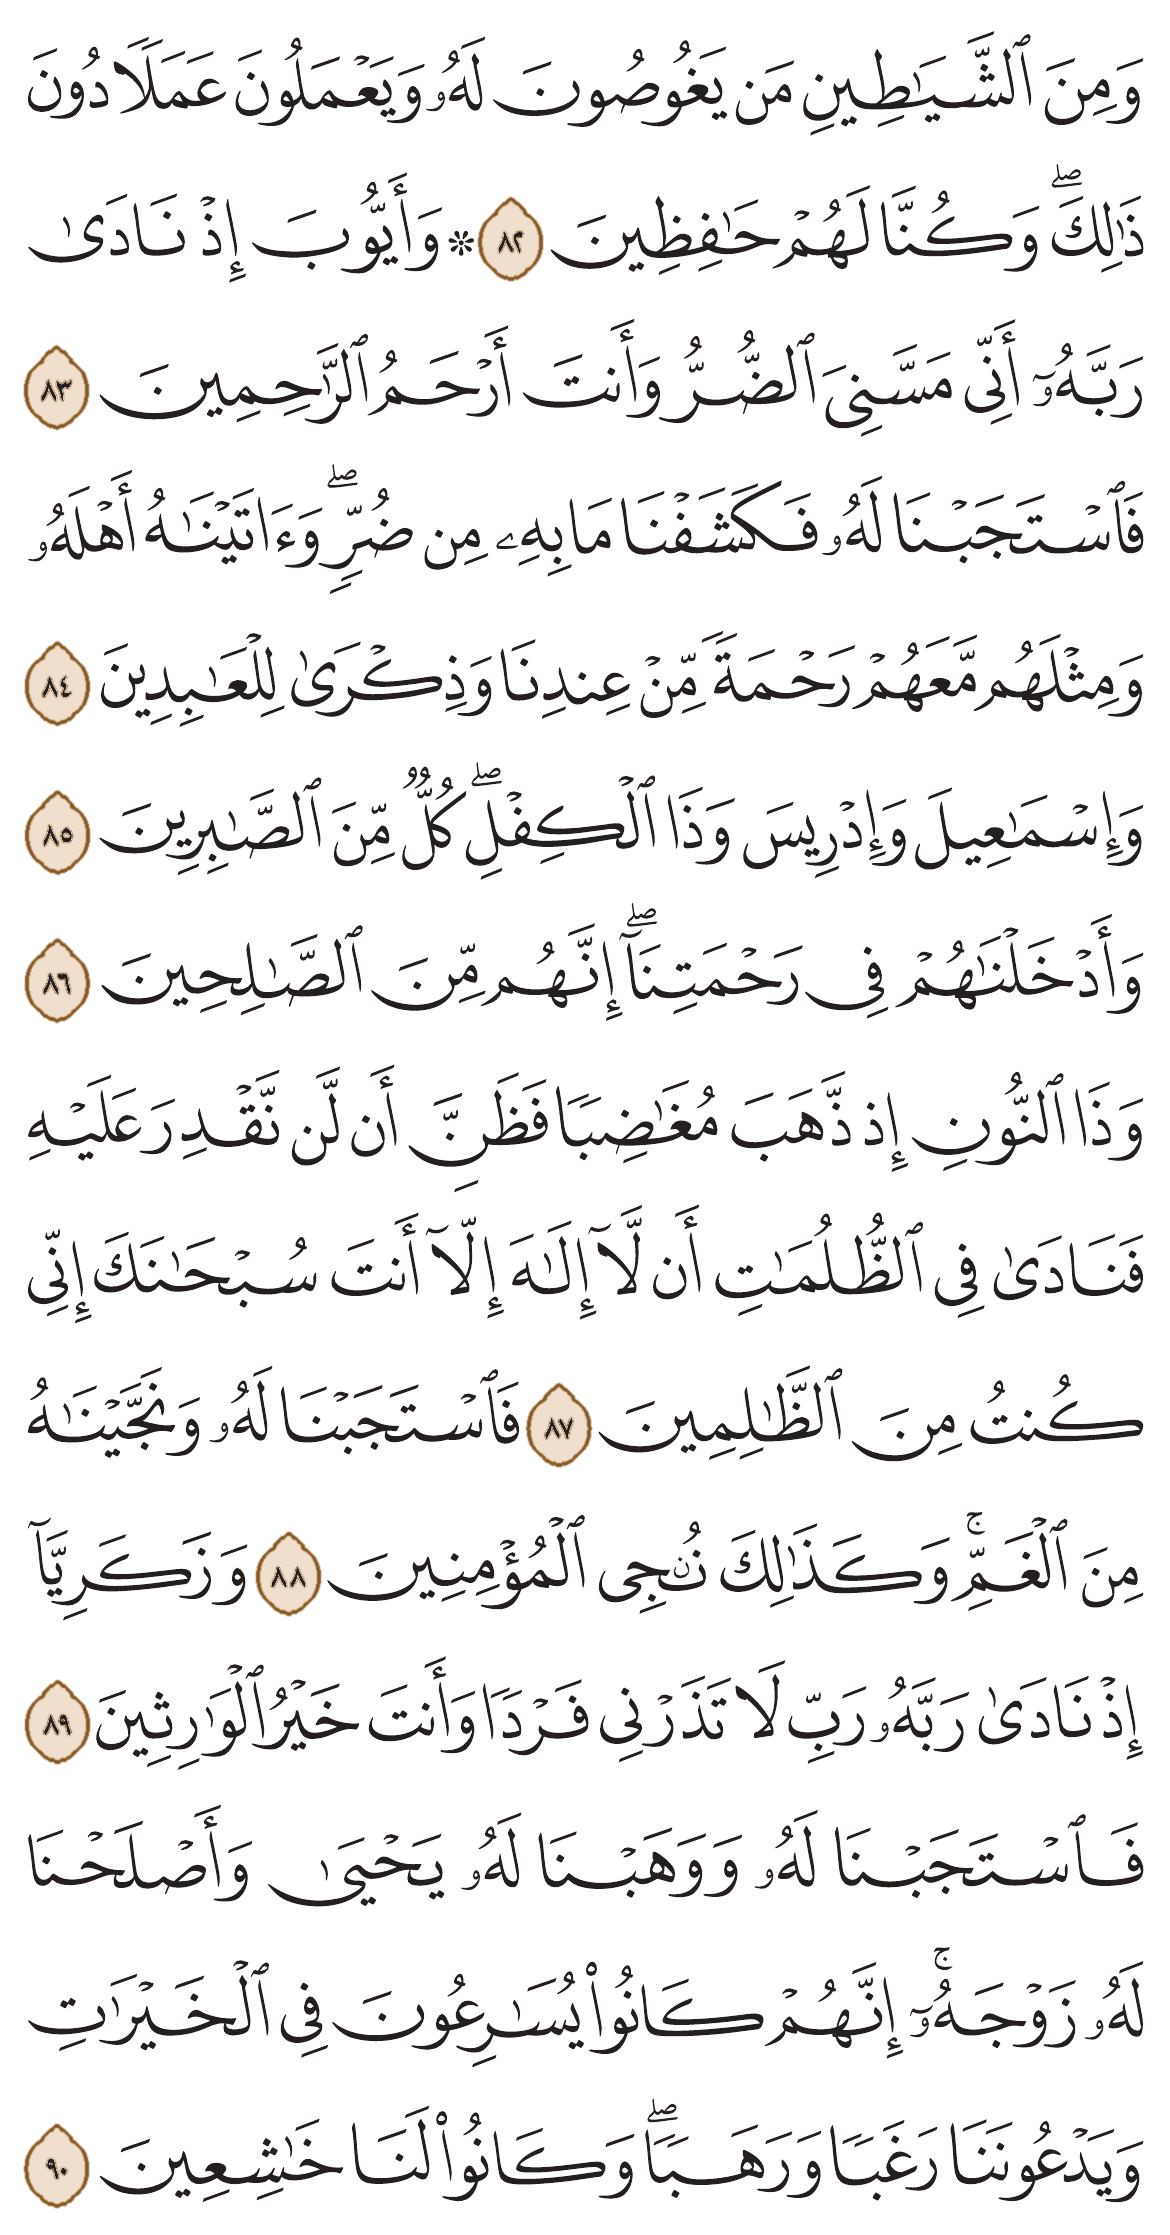 وَمِنَ ٱلشَّيَٰطِينِ مَن يَغُوصُونَ لَهُۥ وَيَعْمَلُونَ عَمَلًا دُونَ
ذَٰلِكَۖ وَكُنَّا لَهُمْ حَٰفِظِينَ ٨٢ ۞ وَأَيُّوبَ إِذْ نَادَىٰ
رَبَّهُۥٓ أَنِّى مَسَّنِىَ ٱلضُّرُّ وَأَنتَ أَرْحَمُ ٱلرَّٰحِمِينَ ٨٣
فَٱسْتَجَبْنَا لَهُۥ فَكَشَفْنَا مَا بِهِۦ مِن ضُرٍّۖ وَءَاتَيْنَٰهُ أَهْلَهُۥ
وَمِثْلَهُم مَّعَهُمْ رَحْمَةً مِّنْ عِندِنَا وَذِكْرَىٰ لِلْعَٰبِدِينَ ٨٤
وَإِسْمَٰعِيلَ وَإِدْرِيسَ وَذَا ٱلْكِفْلِۖ كُلٌّ مِّنَ ٱلصَّٰبِرِينَ ٨٥
وَأَدْخَلْنَٰهُمْ فِى رَحْمَتِنَآۖ إِنَّهُم مِّنَ ٱلصَّٰلِحِينَ ٨٦
وَذَا ٱلنُّونِ إِذ ذَّهَبَ مُغَٰضِبًا فَظَنَّ أَن لَّن نَّقْدِرَ عَلَيْهِ
فَنَادَىٰ فِى ٱلظُّلُمَٰتِ أَن لَّآ إِلَٰهَ إِلَّآ أَنتَ سُبْحَٰنَكَ إِنِّى
كُنتُ مِنَ ٱلظَّٰلِمِينَ ٨٧ فَٱسْتَجَبْنَا لَهُۥ وَنَجَّيْنَٰهُ
مِنَ ٱلْغَمِّۚ وَكَذَٰلِكَ نُۨجِى ٱلْمُؤْمِنِينَ ٨٨ وَزَكَرِيَّآ
إِذْ نَادَىٰ رَبَّهُۥ رَبِّ لَا تَذَرْنِى فَرْدًا وَأَنتَ خَيْرُ ٱلْوَٰرِثِينَ ٨٩
فَٱسْتَجَبْنَا لَهُۥ وَوَهَبْنَا لَهُۥ يَحْيَىٰ وَأَصْلَحْنَا
لَهُۥ زَوْجَهُۥٓۚ إِنَّهُمْ كَانُوا۟ يُسَٰرِعُونَ فِى ٱلْخَيْرَٰتِ
وَيَدْعُونَنَا رَغَبًا وَرَهَبًاۖ وَكَانُوا۟ لَنَا خَٰشِعِينَ ٩٠